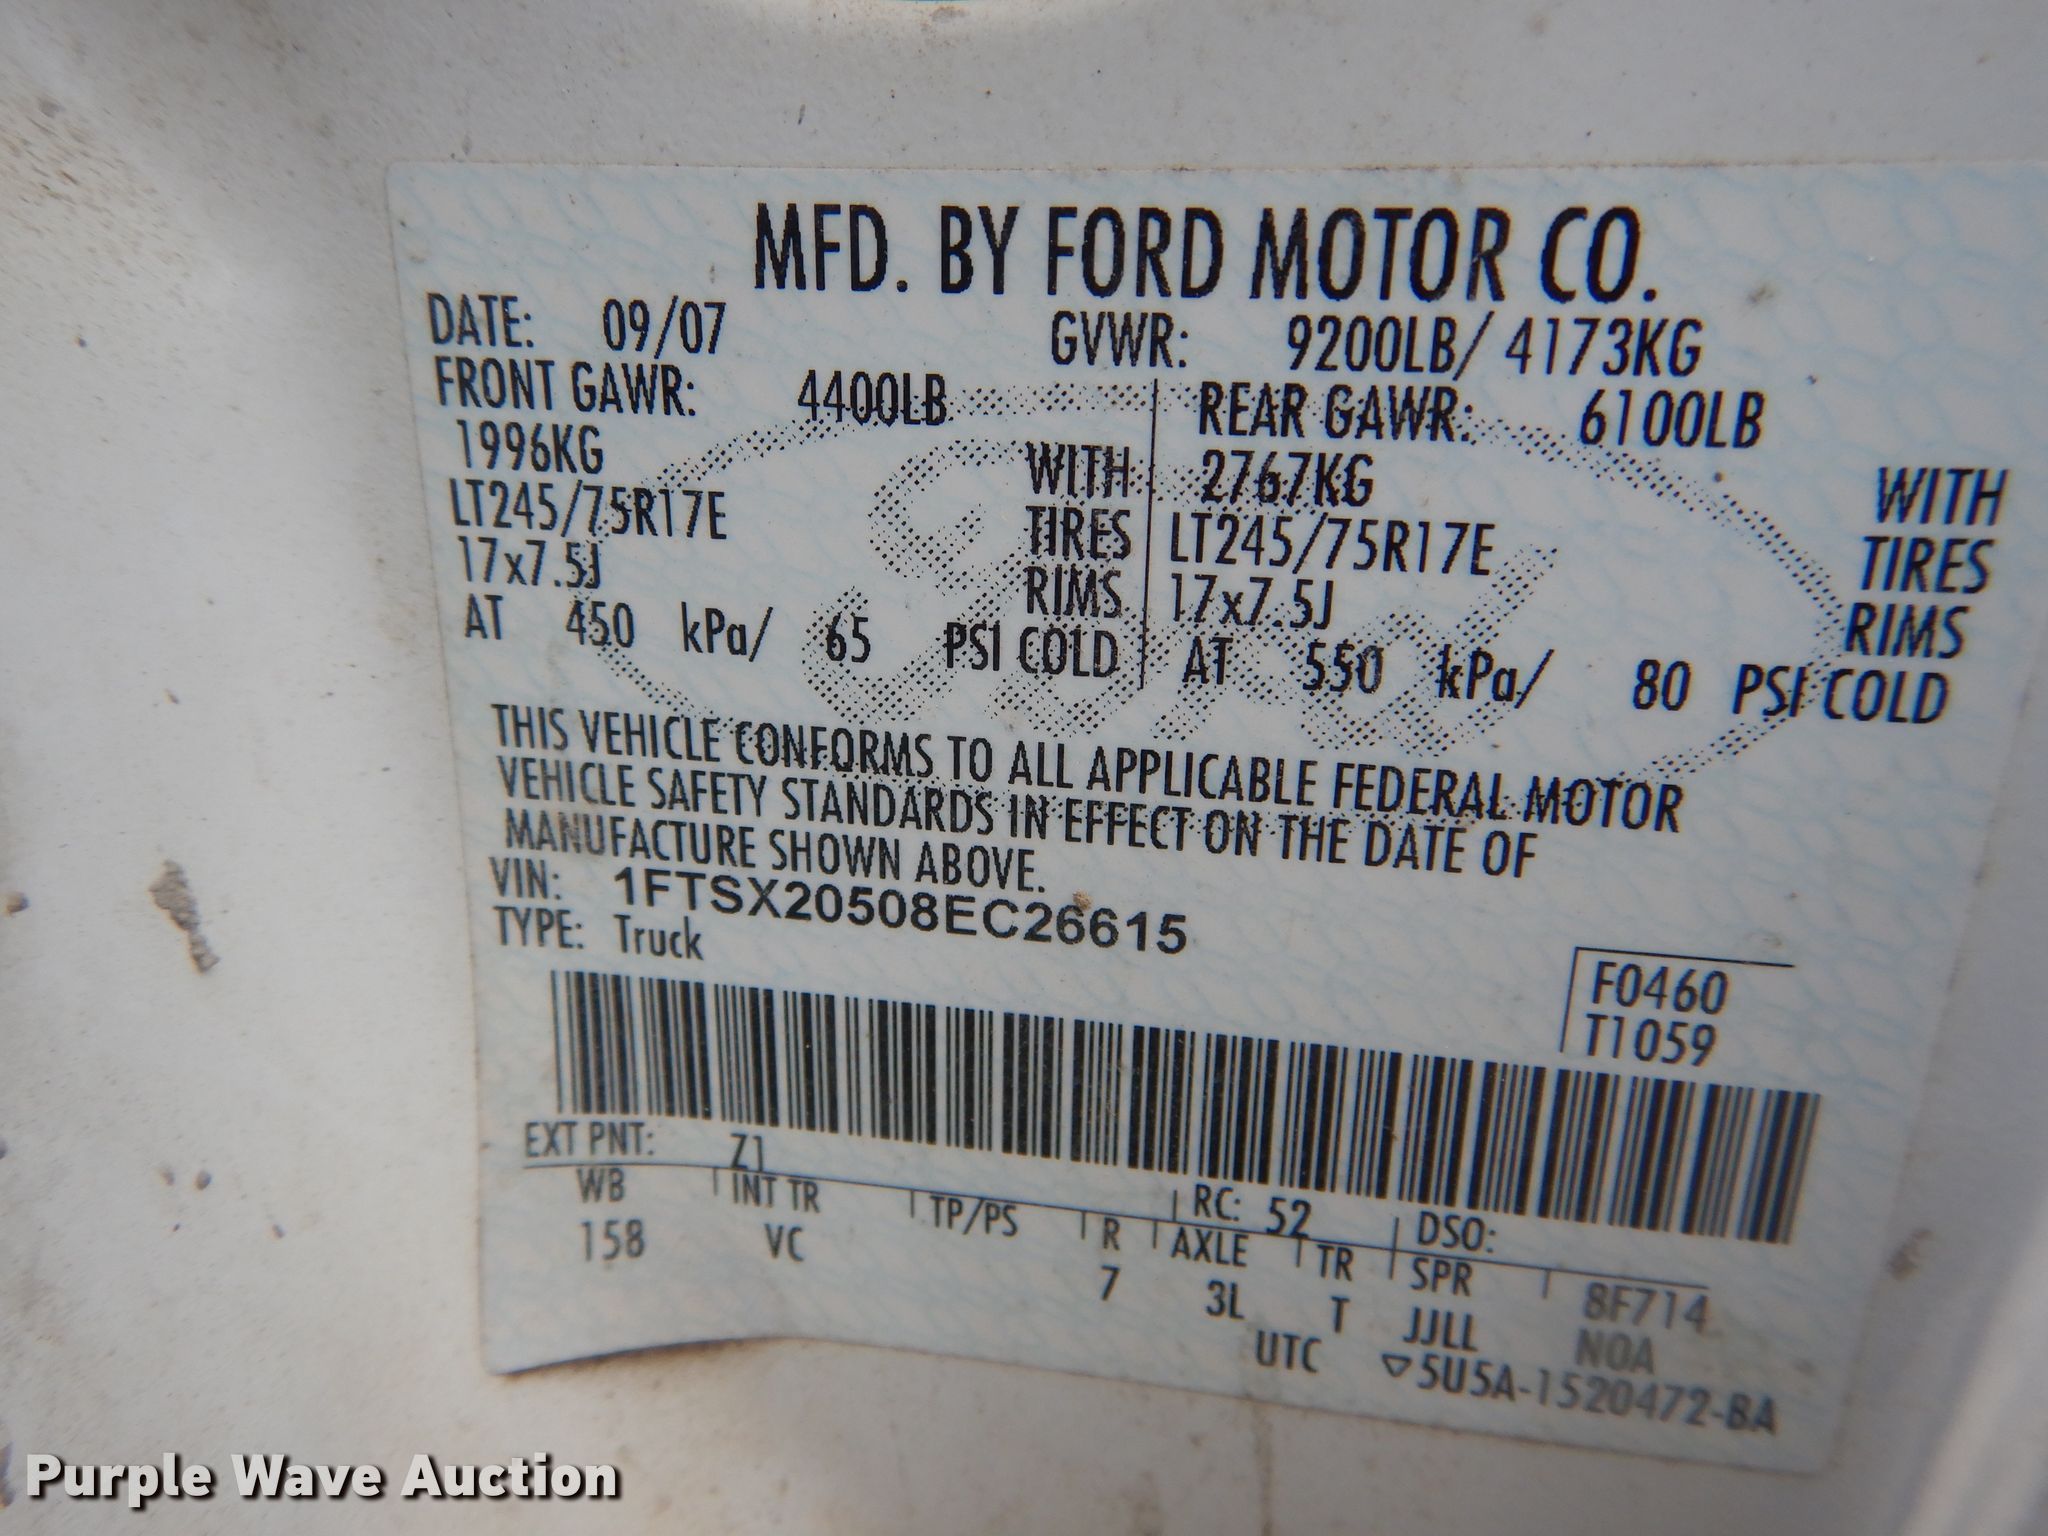 MFD. BY FORD MOTOR CO.
DATE: 09/07 GVWR: 9200LB/ 4173KG
FRONT GAWR: 4400LB REAR GAWR: 6100LB
1996KG WITH 2767KG WITH
LT245/75R17E TIRES LT245/75R17E TIRES
17x7.5J RIMS 17x7.5J RIMS
AT 450 kPa/ 65 PSI COLD AT 550 kPa/ 80 PSI COLD
THIS VEHICLE CONFORMS TO ALL APPLICABLE FEDERAL MOTOR
VEHICLE SAFETY STANDARDS IN EFFECT ON THE DATE OF
MANUFACTURE SHOWN ABOVE.
VIN: 1FTSX20508EC26615
TYPE: Truck
F0460
T1059
EXT PNT: Z1 RC: 52 DSO:
WB INT TR TP/PS R AXLE TR SPR 8F714
158 VC 7 3L T JJLL NOA
UTC ▽5U5A-1520472-BA
Ford
Purple Wave Auction